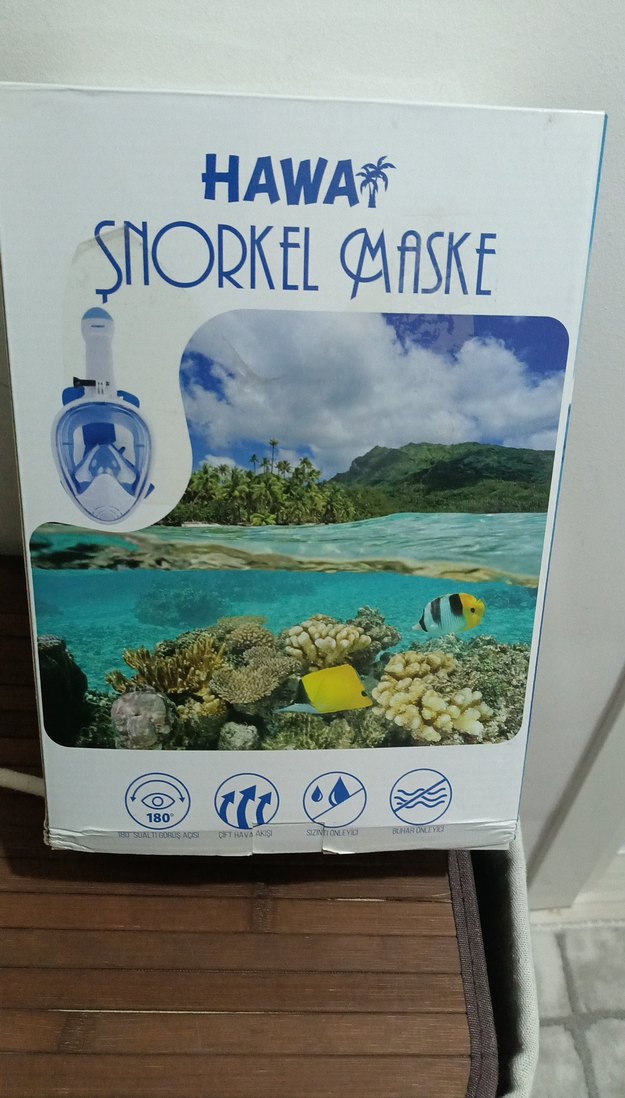 HAWAİ
ŞNORKEL MASKE
180°
180° SUALTI GÖRÜŞ AÇISI
ÇİFT HAVA AKIŞI
SIZINTI ÖNLEYİCİ
BUHAR ÖNLEYİCİ